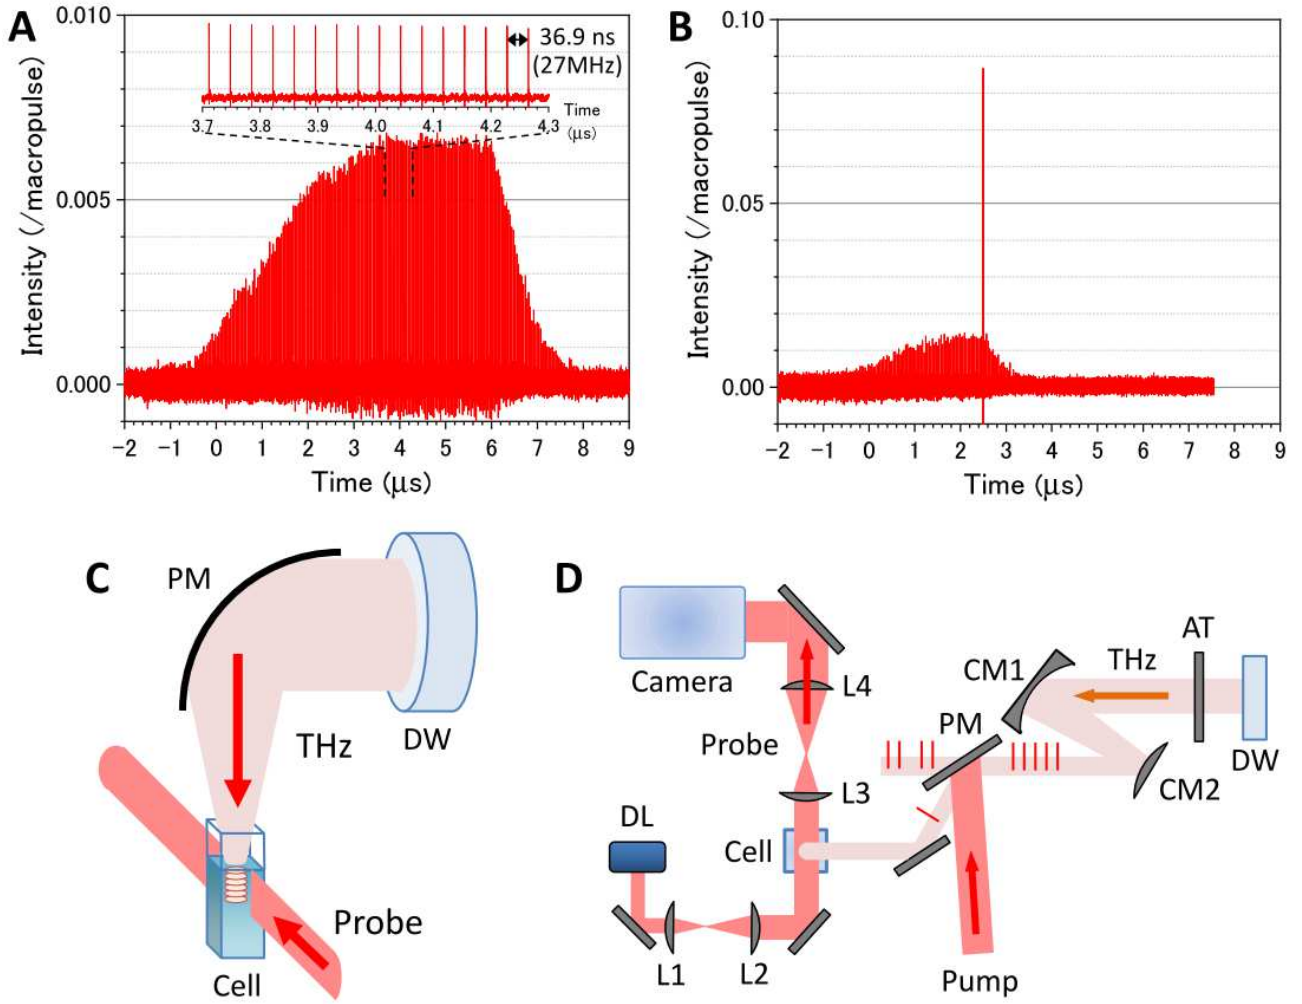 A
Intensity (/macropulse)
0.010
0.005
0.000
36.9 ns
(27MHz)
3.7 3.8 3.9 4.0 4.1 4.2 4.3
Time
(μs)
−2 −1 0 1 2 3 4 5 6 7 8 9
Time (μs)
B
Intensity (/macropulse)
0.10
0.05
0.00
−2 −1 0 1 2 3 4 5 6 7 8 9
Time (μs)
C
PM
THz
DW
Probe
Cell
D
Camera
L4
Probe
L3
DL
Cell
L1
L2
CM1
THz
AT
PM
CM2
DW
Pump